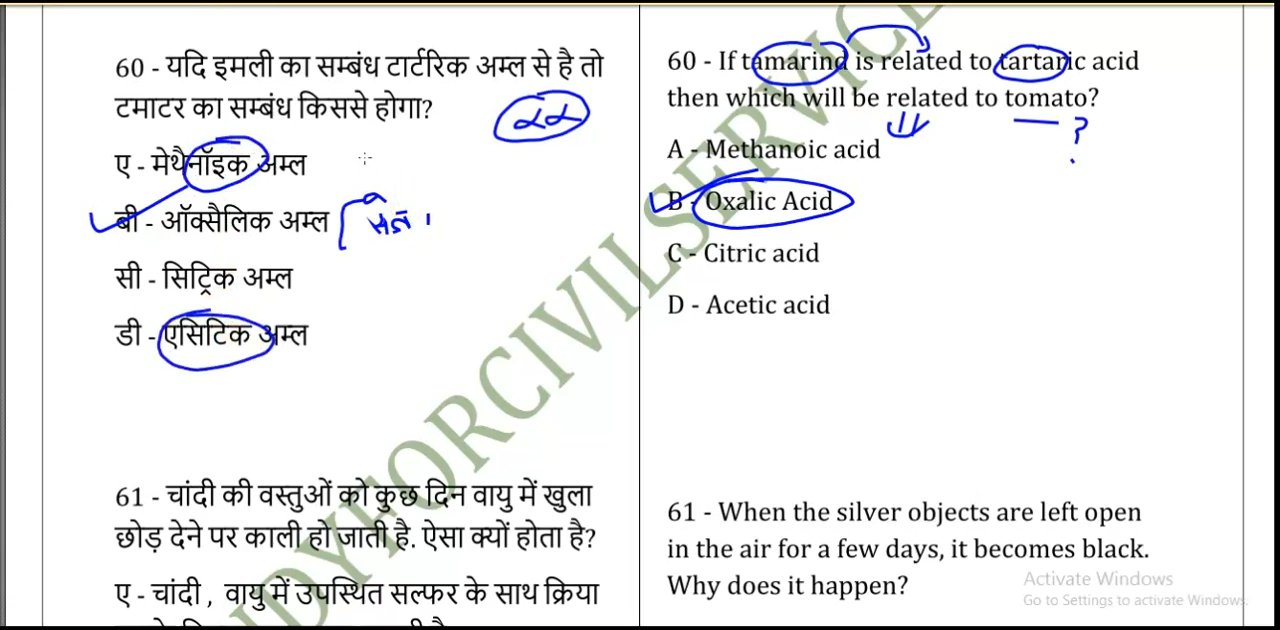 60 - यदि इमली का सम्बंध टार्टरिक अम्ल से है तो
टमाटर का सम्बंध किससे होगा?
ए - मेथैनॉइक अम्ल
बी - ऑक्सैलिक अम्ल
सी - सिट्रिक अम्ल
डी - एसिटिक अम्ल
61 - चांदी की वस्तुओं को कुछ दिन वायु में खुला
छोड़ देने पर काली हो जाती है. ऐसा क्यों होता है?
ए - चांदी , वायु में उपस्थित सल्फर के साथ क्रिया
60 - If tamarind is related to tartaric acid
then which will be related to tomato?
?
A - Methanoic acid
B - Oxalic Acid
C - Citric acid
D - Acetic acid
61 - When the silver objects are left open
in the air for a few days, it becomes black.
Why does it happen?
Activate Windows
Go to Settings to activate Windows.
UDYFORCIVILSERVICE